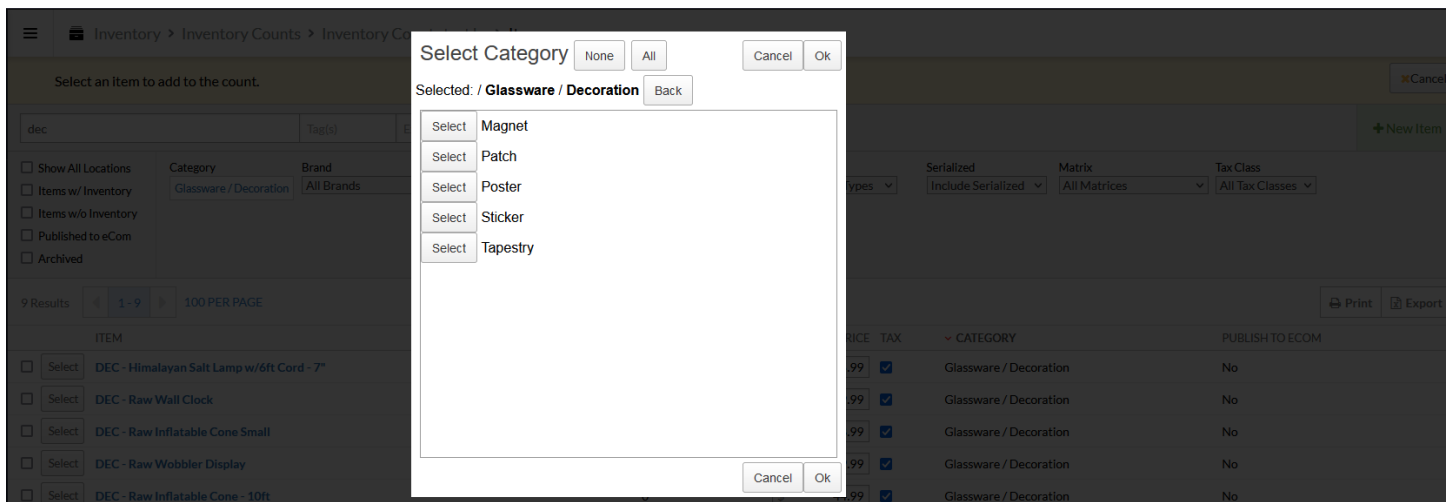 Inventory > Inventory Counts > Inventory Co
Select an item to add to the count.
Cancel
dec
Tag(s)
New Item
Show All Locations
Items w/ Inventory
Items w/o Inventory
Published to eCom
Archived
Category
Glassware / Decoration
Brand
All Brands
Types
Serialized
Include Serialized
Matrix
All Matrices
Tax Class
All Tax Classes
9 Results 1 - 9 100 PER PAGE
Print Export
ITEM RICE TAX CATEGORY PUBLISH TO ECOM
Select DEC - Himalayan Salt Lamp w/6ft Cord - 7" .99 Glassware / Decoration No
Select DEC - Raw Wall Clock .99 Glassware / Decoration No
Select DEC - Raw Inflatable Cone Small .99 Glassware / Decoration No
Select DEC - Raw Wobbler Display .99 Glassware / Decoration No
Select DEC - Raw Inflatable Cone - 10ft Glassware / Decoration No
Select Category None All Cancel Ok
Selected: / Glassware / Decoration Back
Select Magnet
Select Patch
Select Poster
Select Sticker
Select Tapestry
Cancel Ok